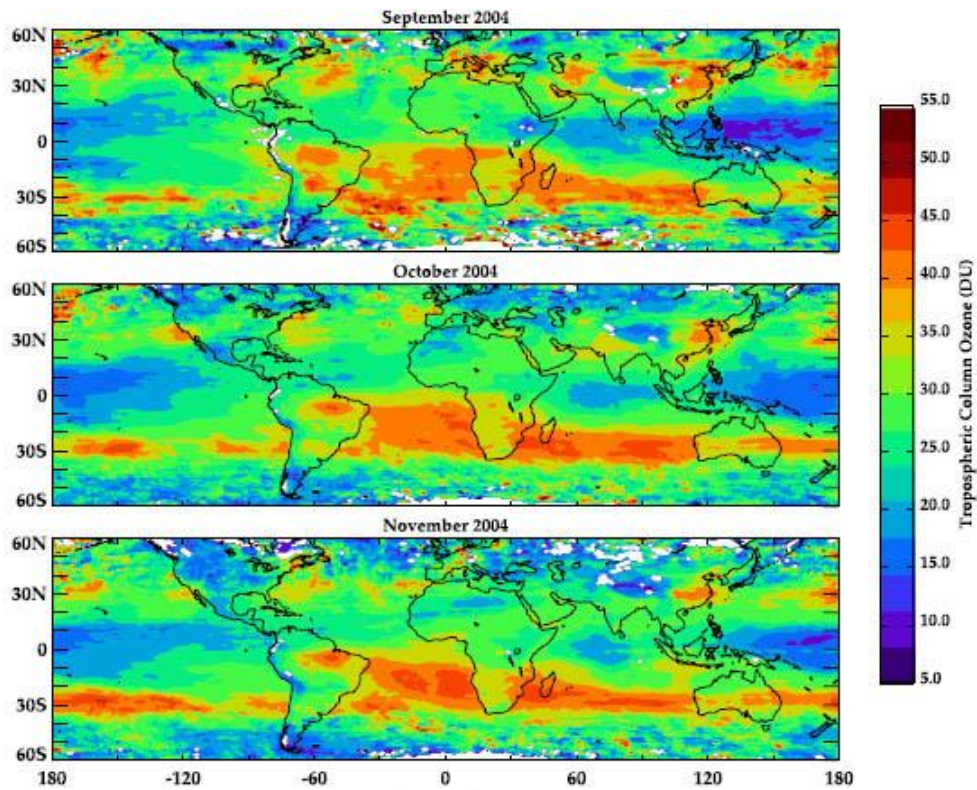 September 2004
60N
30N
0
30S
60S
October 2004
60N
30N
0
30S
60S
November 2004
60N
30N
0
30S
60S
180 -120 -60 0 60 120 180
55.0
50.0
45.0
40.0
35.0
30.0
25.0
20.0
15.0
10.0
5.0
Tropospheric Column Ozone (DU)